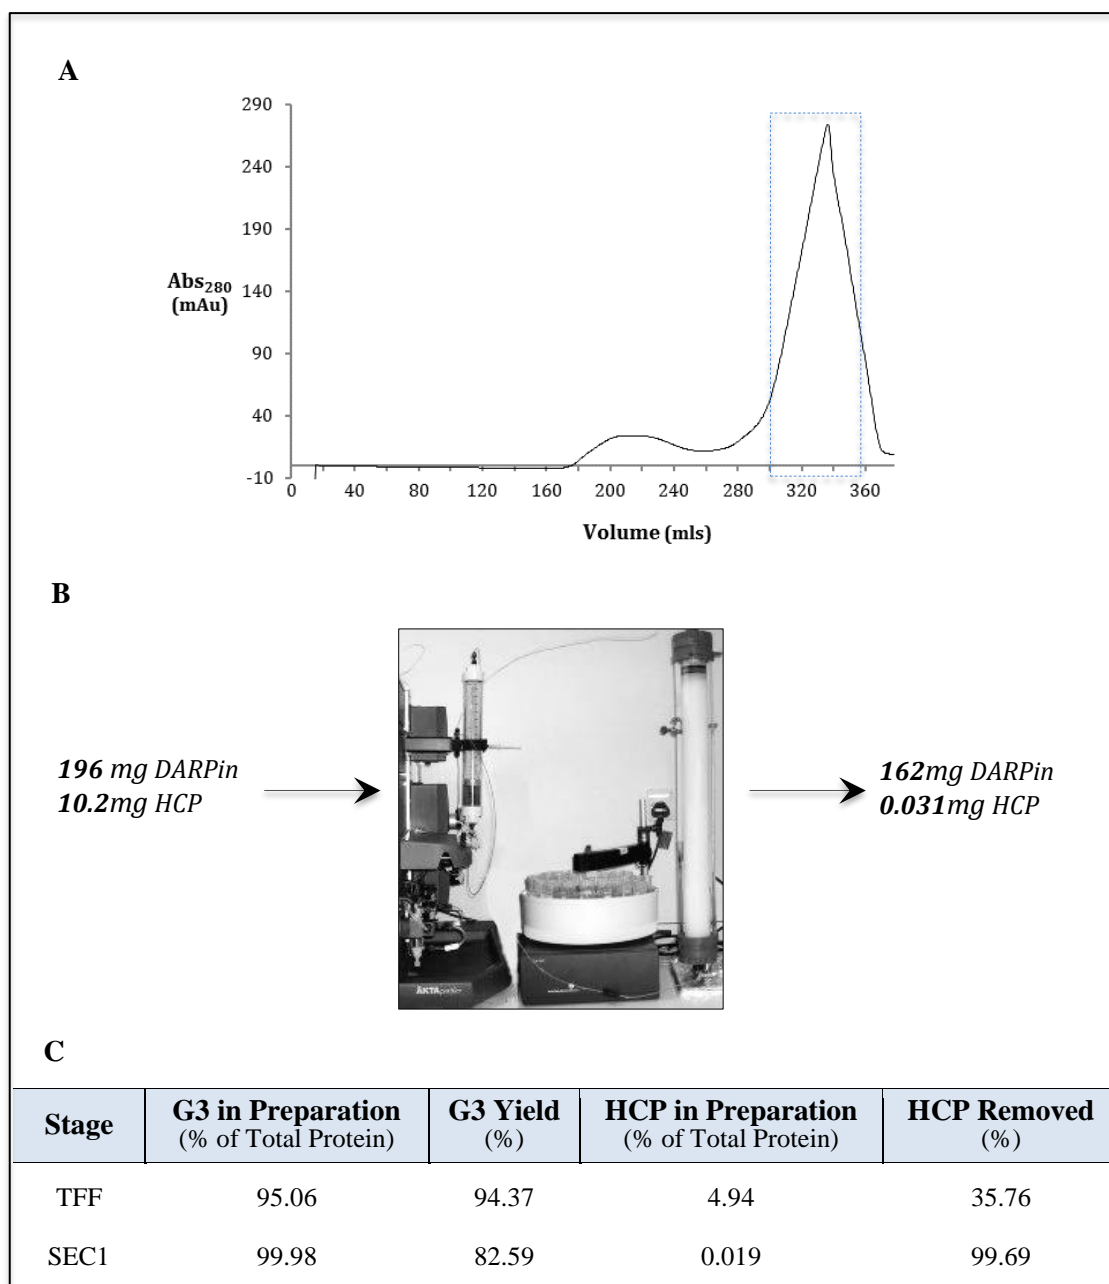 A
290
240
190
Abs280
(mAu)
140
90
40
-10
0 40 80 120 160 200 240 280 320 360
Volume (mls)
B
196 mg DARPin
10.2mg HCP
162mg DARPin
0.031mg HCP
ÄKTA
C
Stage G3 in Preparation (% of Total Protein) G3 Yield (%) HCP in Preparation (% of Total Protein) HCP Removed (%)
TFF 95.06 94.37 4.94 35.76
SEC1 99.98 82.59 0.019 99.69